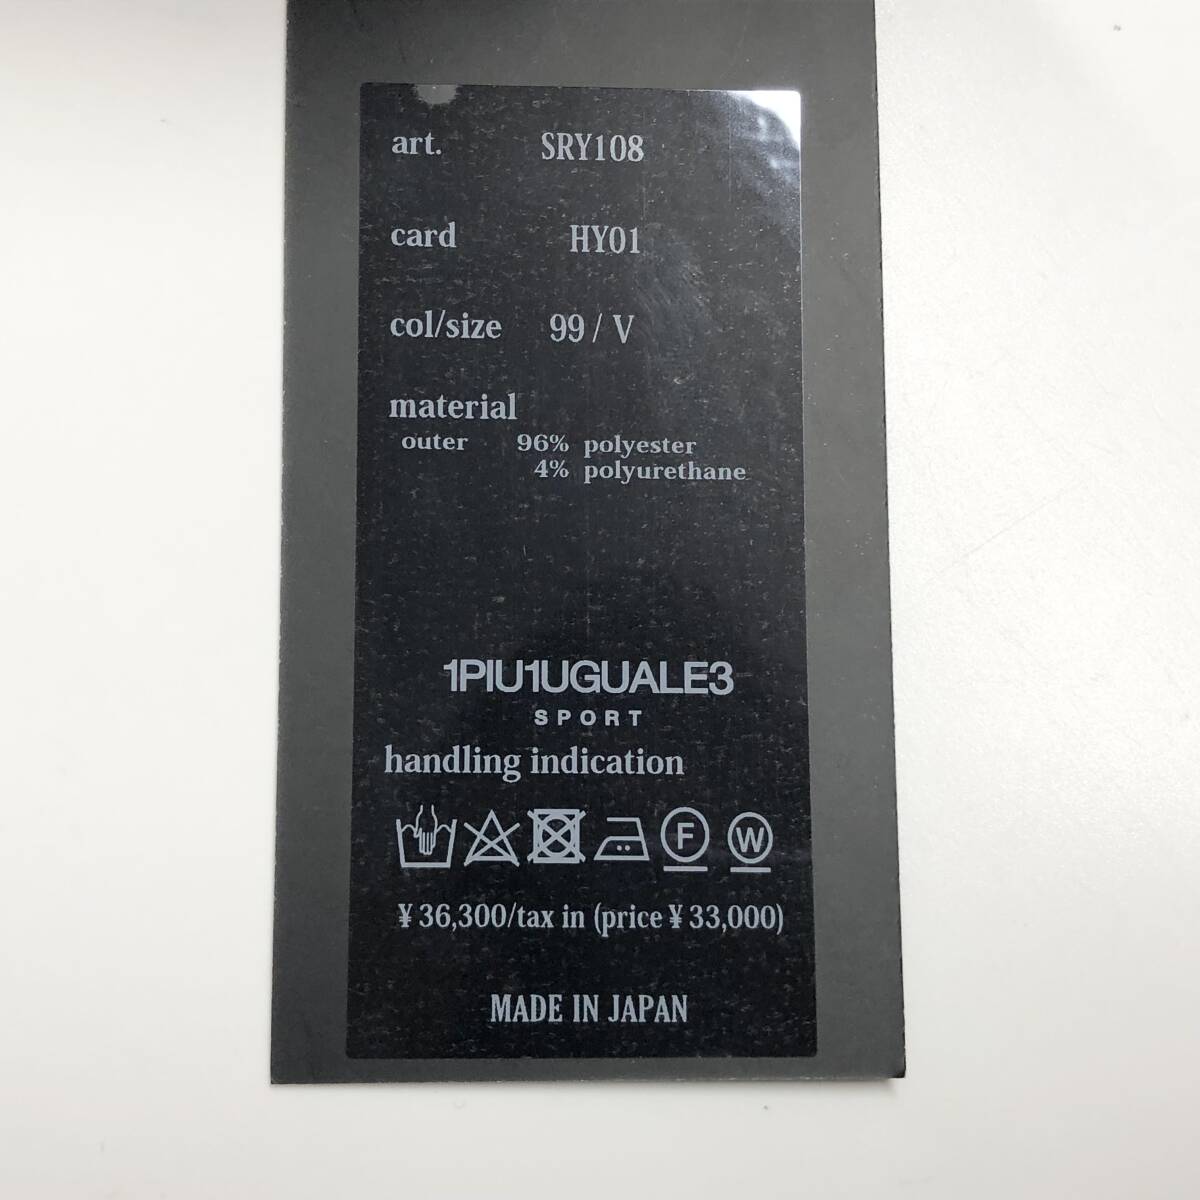 art. SRY108
card HY01
col/size 99 / V
material
outer 96% polyester
4% polyurethane
1PIU1UGUALE3
SPORT
handling indication
F W
¥ 36,300/tax in (price ¥ 33,000)
MADE IN JAPAN